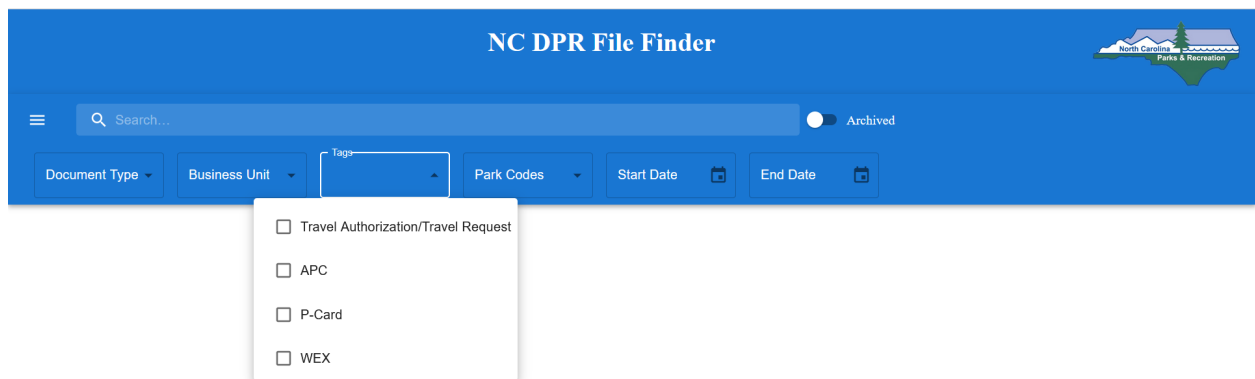 NC DPR File Finder
North Carolina
Parks & Recreation
Search...
Archived
Document Type
Business Unit
Tags
Park Codes
Start Date
End Date
Travel Authorization/Travel Request
APC
P-Card
WEX